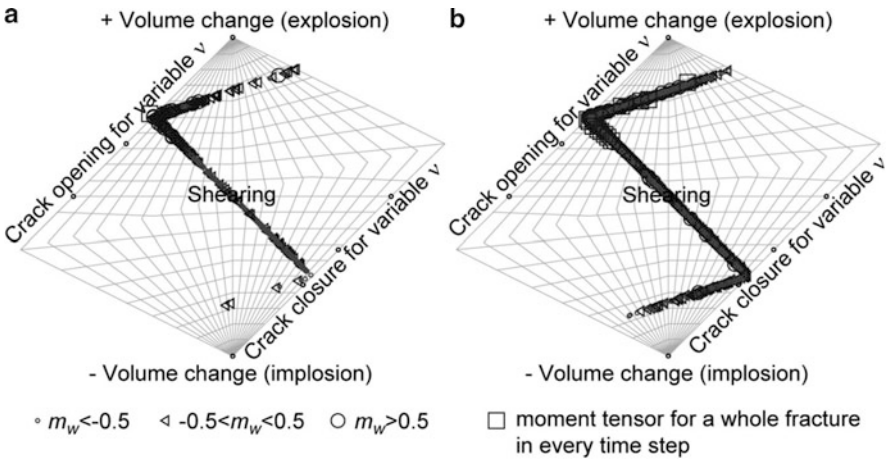 a
+ Volume change (explosion)
Crack opening for variable ν
Shearing
Crack closure for variable ν
- Volume change (implosion)
b
+ Volume change (explosion)
Crack opening for variable ν
Shearing
Crack closure for variable ν
- Volume change (implosion)
m_w<-0.5
-0.5<m_w<0.5
m_w>0.5
moment tensor for a whole fracture
in every time step